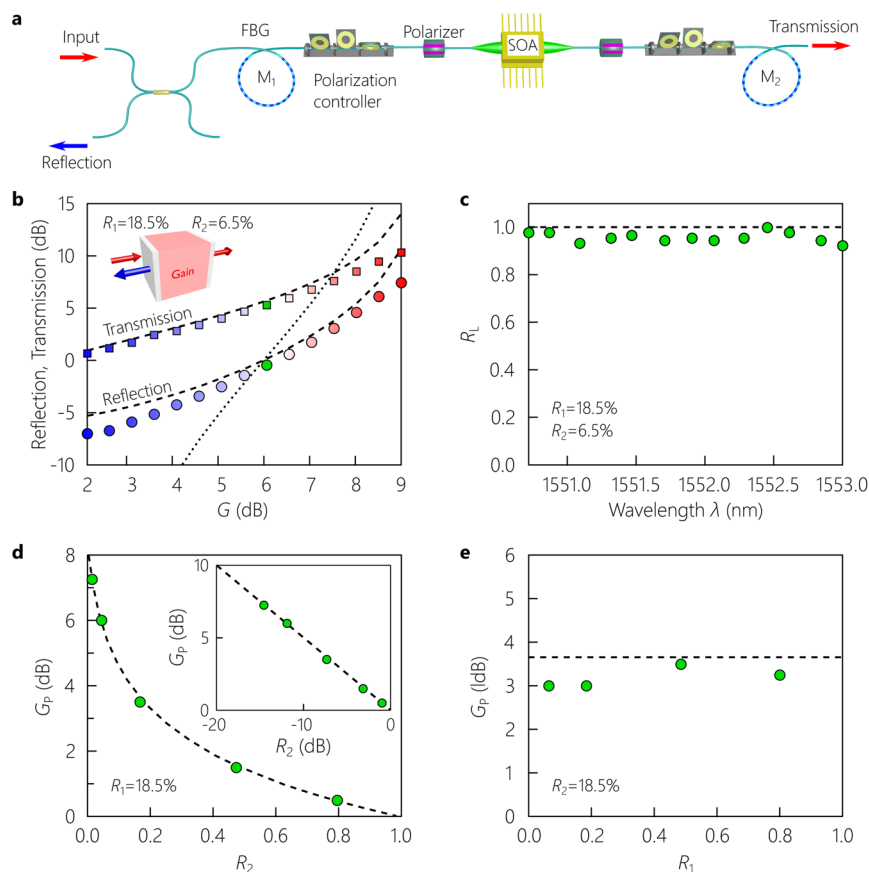 a
Input
FBG
Polarizer
SOA
Transmission
M1
M2
Polarization
controller
Reflection
b
R1=18.5% R2=6.5%
Gain
Transmission
Reflection
Reflection, Transmission (dB)
15
10
5
0
-5
-10
2 3 4 5 6 7 8 9
G (dB)
c
RL
1.0
0.8
0.6
0.4
0.2
0.0
R1=18.5%
R2=6.5%
1551.0 1551.5 1552.0 1552.5 1553.0
Wavelength λ (nm)
d
GP (dB)
8
6
4
2
0
R1=18.5%
0.0 0.2 0.4 0.6 0.8 1.0
R2
GP (dB)
10
5
0
-20 -10 0
R2 (dB)
e
GP (ldB)
6
5
4
3
2
1
0
R2=18.5%
0.0 0.2 0.4 0.6 0.8 1.0
R1